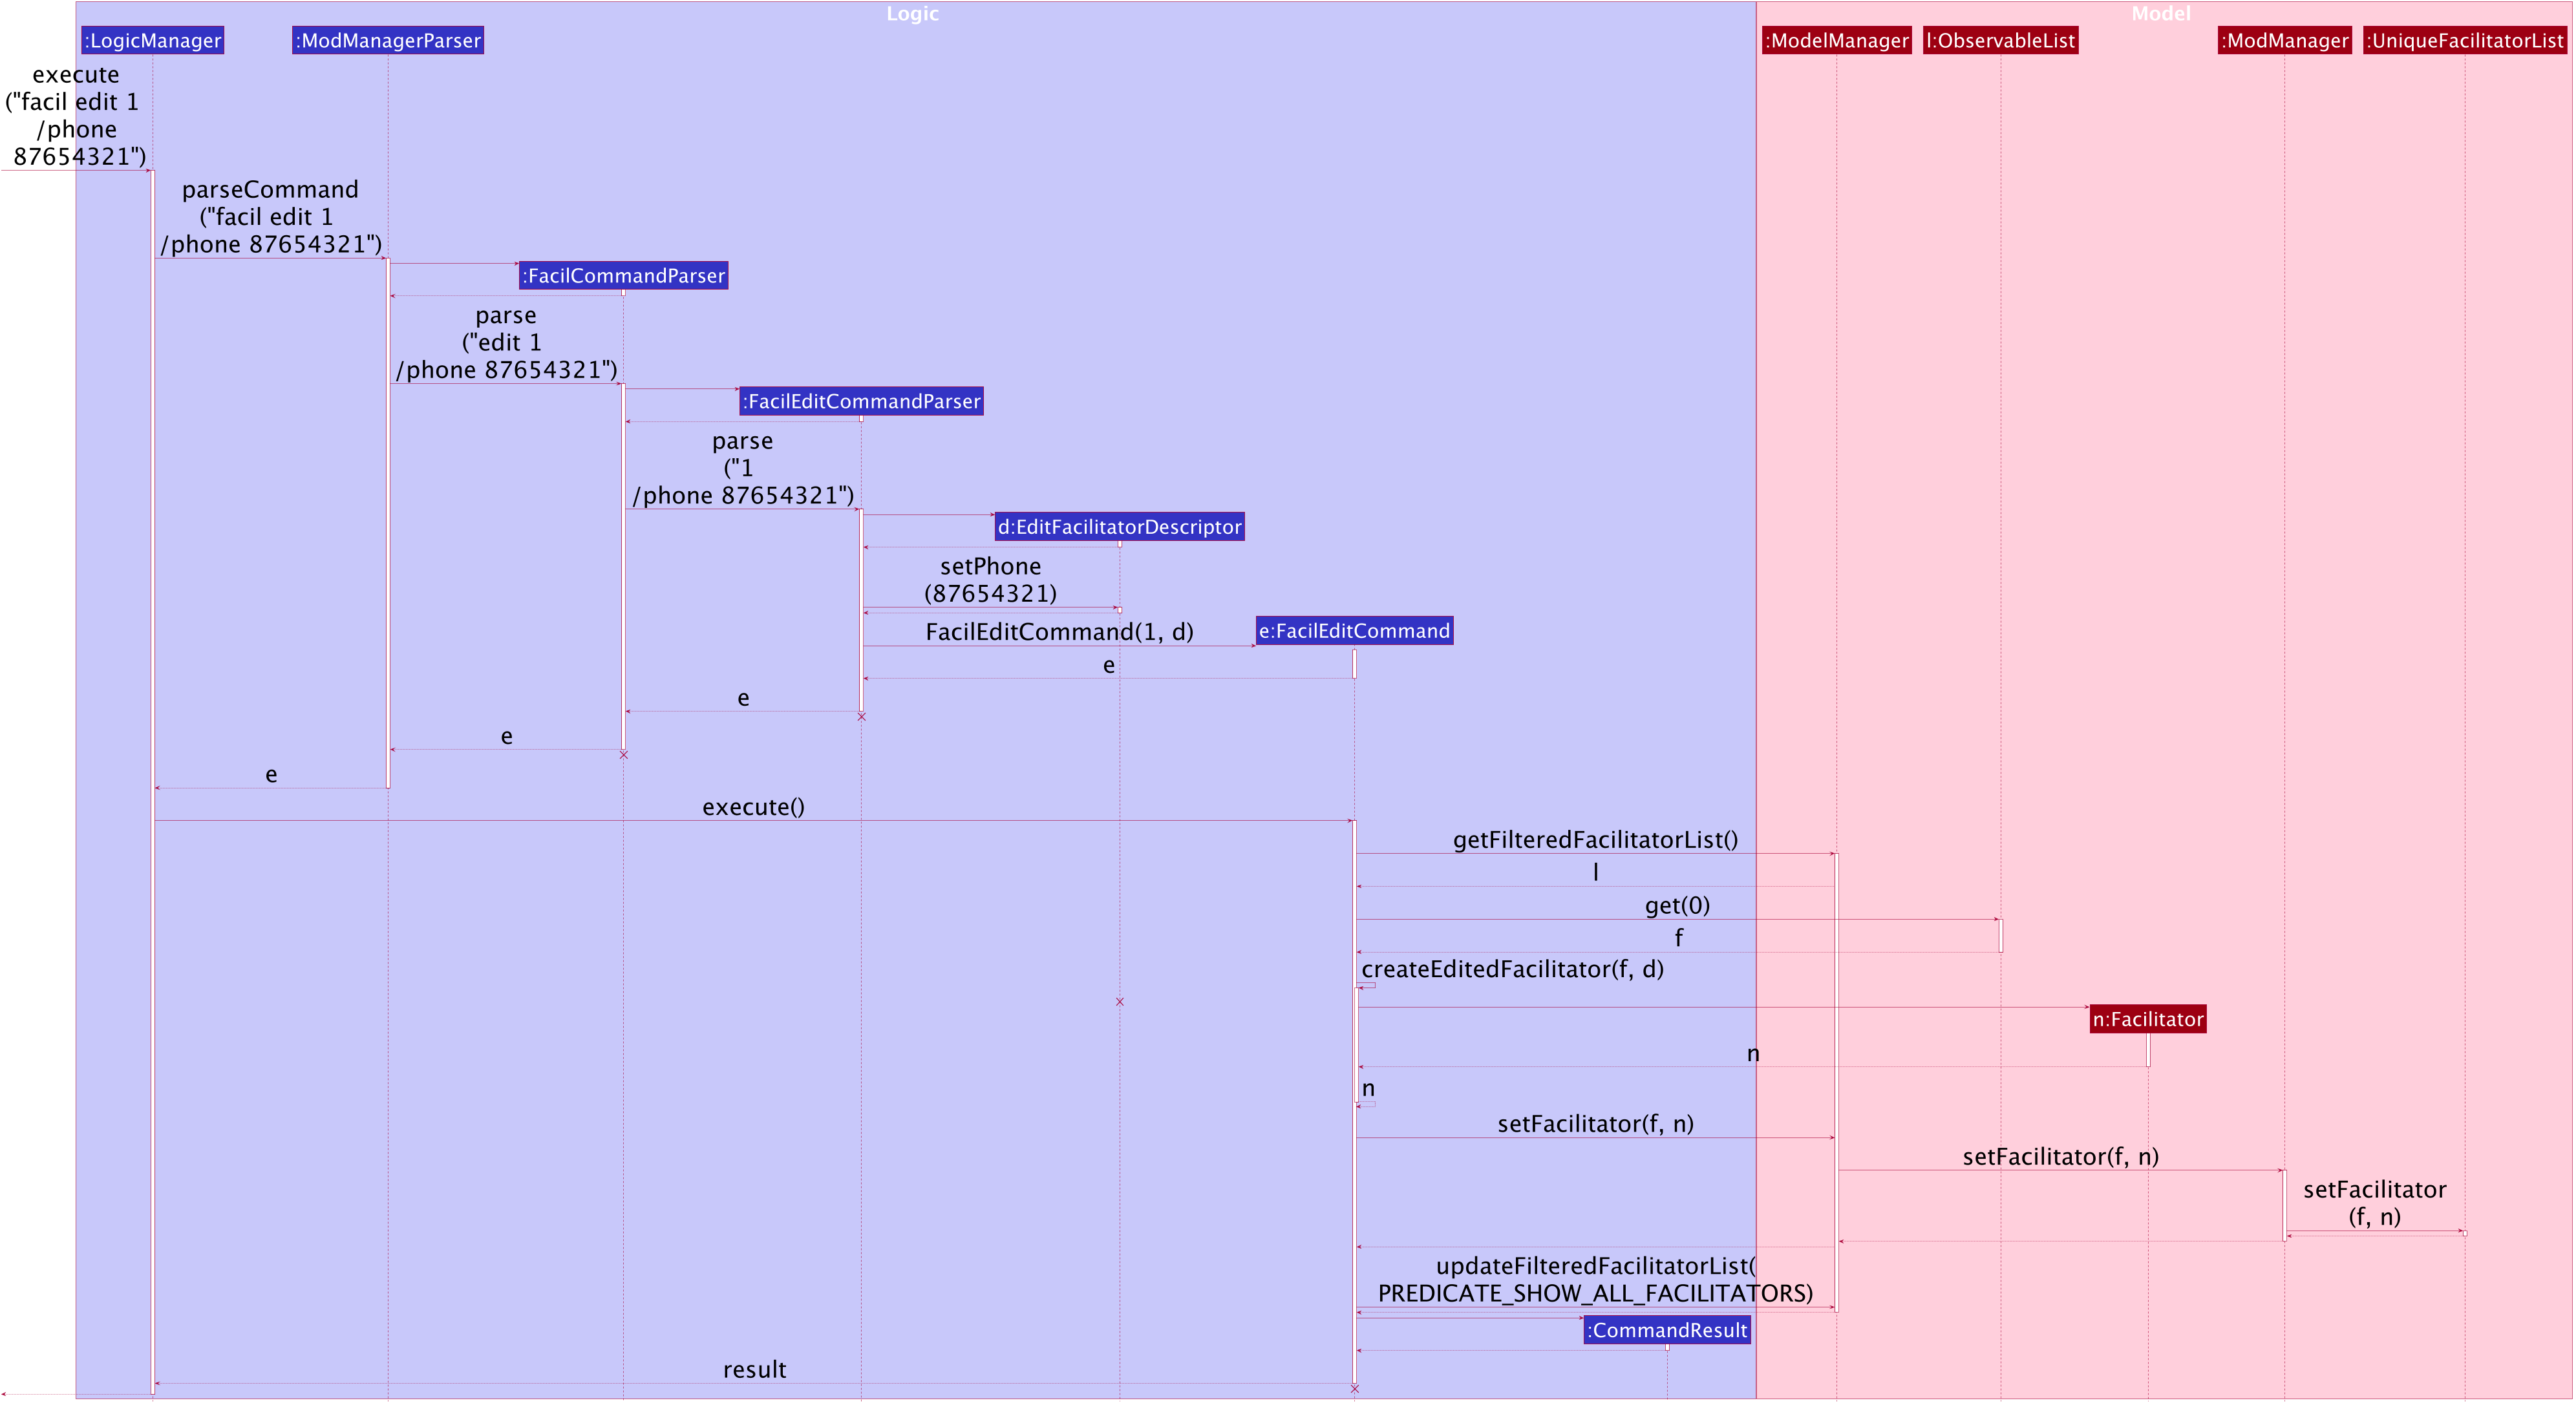 Logic
Model
:LogicManager
:ModManagerParser
:ModelManager
l:ObservableList
:ModManager
:UniqueFacilitatorList
execute
("facil edit 1
/phone
87654321")
parseCommand
("facil edit 1
/phone 87654321")
:FacilCommandParser
parse
("edit 1
/phone 87654321")
:FacilEditCommandParser
parse
("1
/phone 87654321")
d:EditFacilitatorDescriptor
setPhone
(87654321)
e:FacilEditCommand
FacilEditCommand(1, d)
e
e
e
e
execute()
getFilteredFacilitatorList()
l
get(0)
f
createEditedFacilitator(f, d)
n:Facilitator
n
n
setFacilitator(f, n)
setFacilitator(f, n)
setFacilitator
(f, n)
updateFilteredFacilitatorList(
PREDICATE_SHOW_ALL_FACILITATORS)
:CommandResult
result